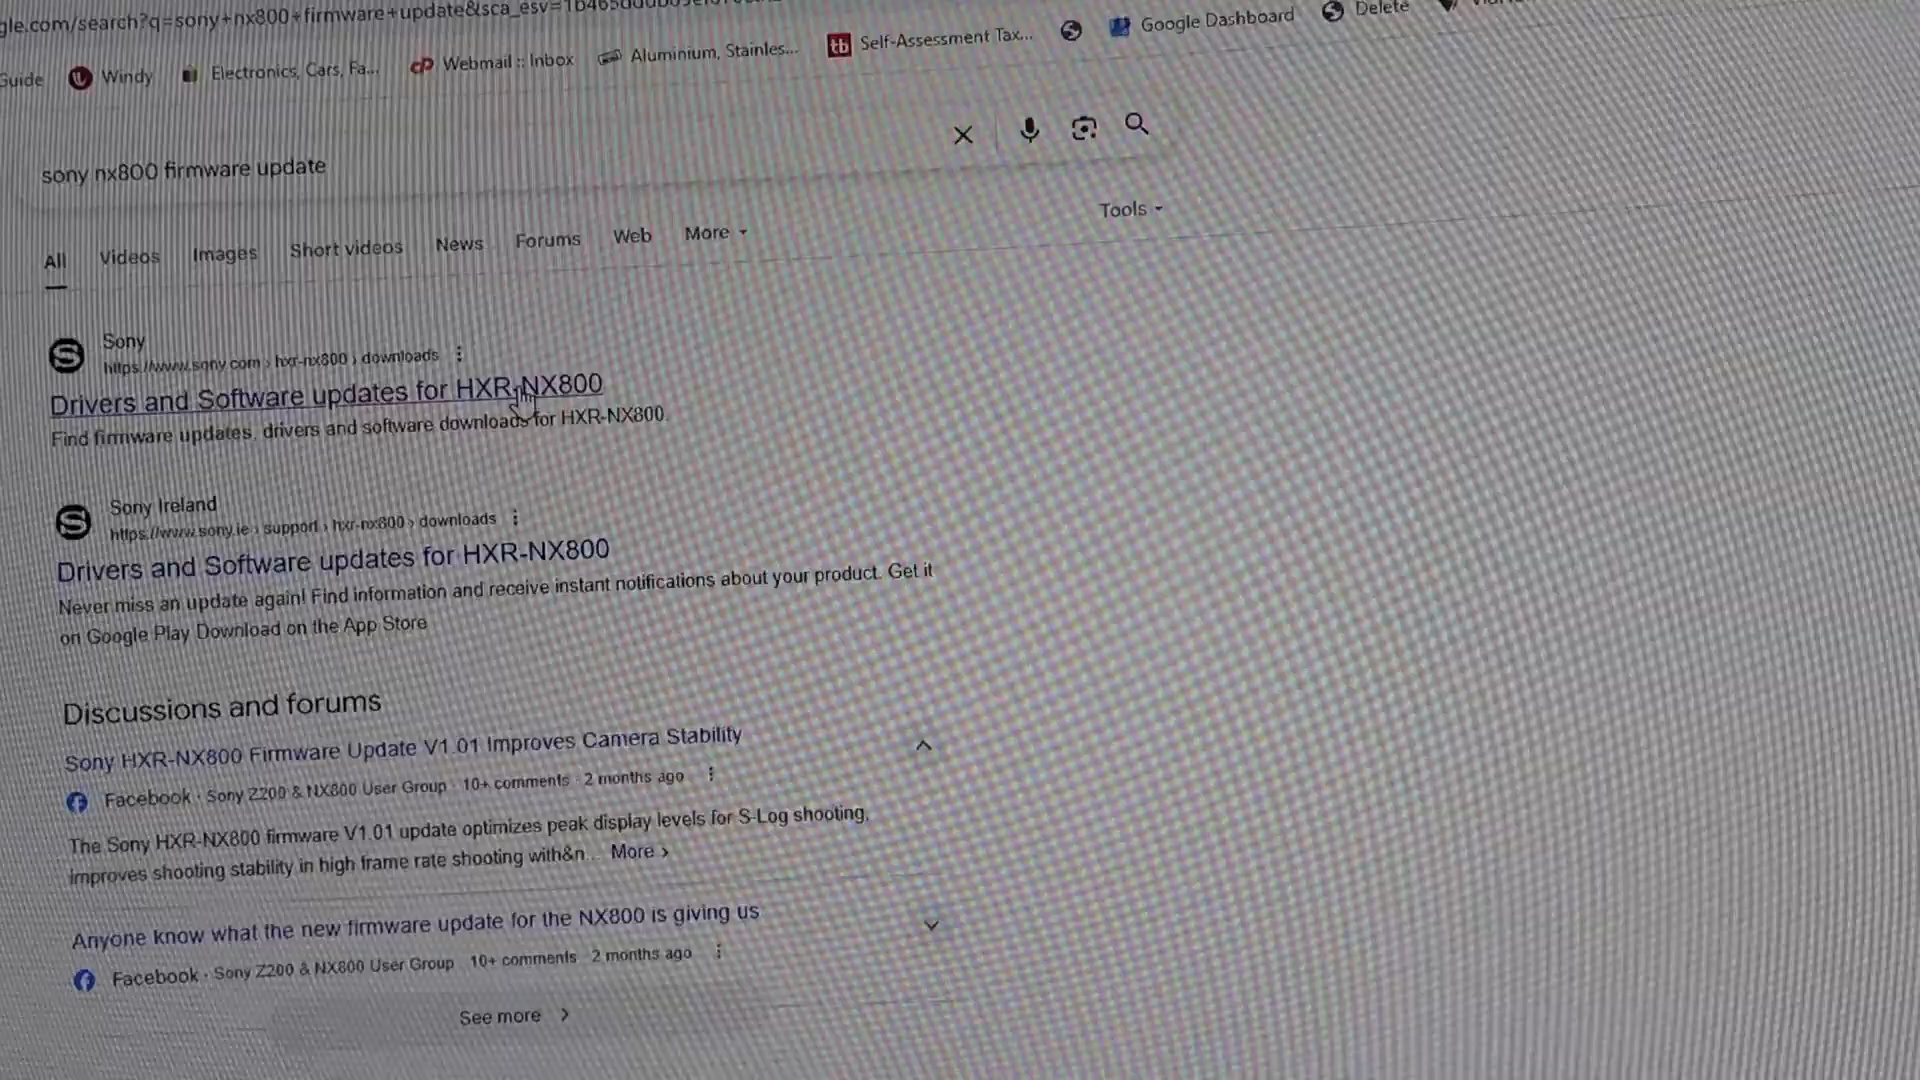 gle.com/search?q=sony+nx800+firmware+update&sca_esv=
Guide Windy Electronics, Cars, Fa... cP Webmail :: Inbox Aluminium, Stainles... tb Self-Assessment Tax... Google Dashboard Delete
sony nx800 firmware update
All Videos Images Short videos News Forums Web More Tools
Sony
https://www.sony.com › hxr-nx800 › downloads
Drivers and Software updates for HXR-NX800
Find firmware updates, drivers and software downloads for HXR-NX800.
Sony Ireland
https://www.sony.ie › support › hxr-nx800 › downloads
Drivers and Software updates for HXR-NX800
Never miss an update again! Find information and receive instant notifications about your product. Get it
on Google Play Download on the App Store
Discussions and forums
Sony HXR-NX800 Firmware Update V1.01 Improves Camera Stability
Facebook · Sony Z200 & NX800 User Group · 10+ comments · 2 months ago
The Sony HXR-NX800 firmware V1.01 update optimizes peak display levels for S-Log shooting,
improves shooting stability in high frame rate shooting with&n... More ›
Anyone know what the new firmware update for the NX800 is giving us
Facebook · Sony Z200 & NX800 User Group 10+ comments 2 months ago
See more ›